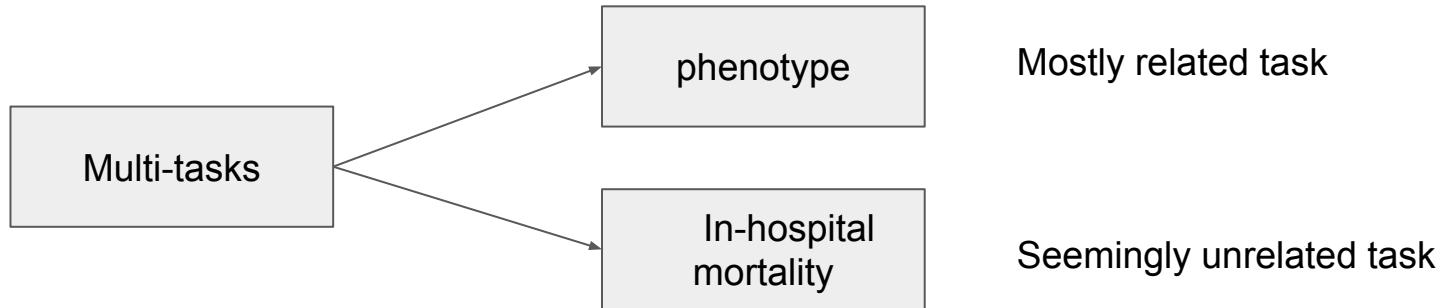 phenotype
Mostly related task
Multi-tasks
In-hospital
mortality
Seemingly unrelated task